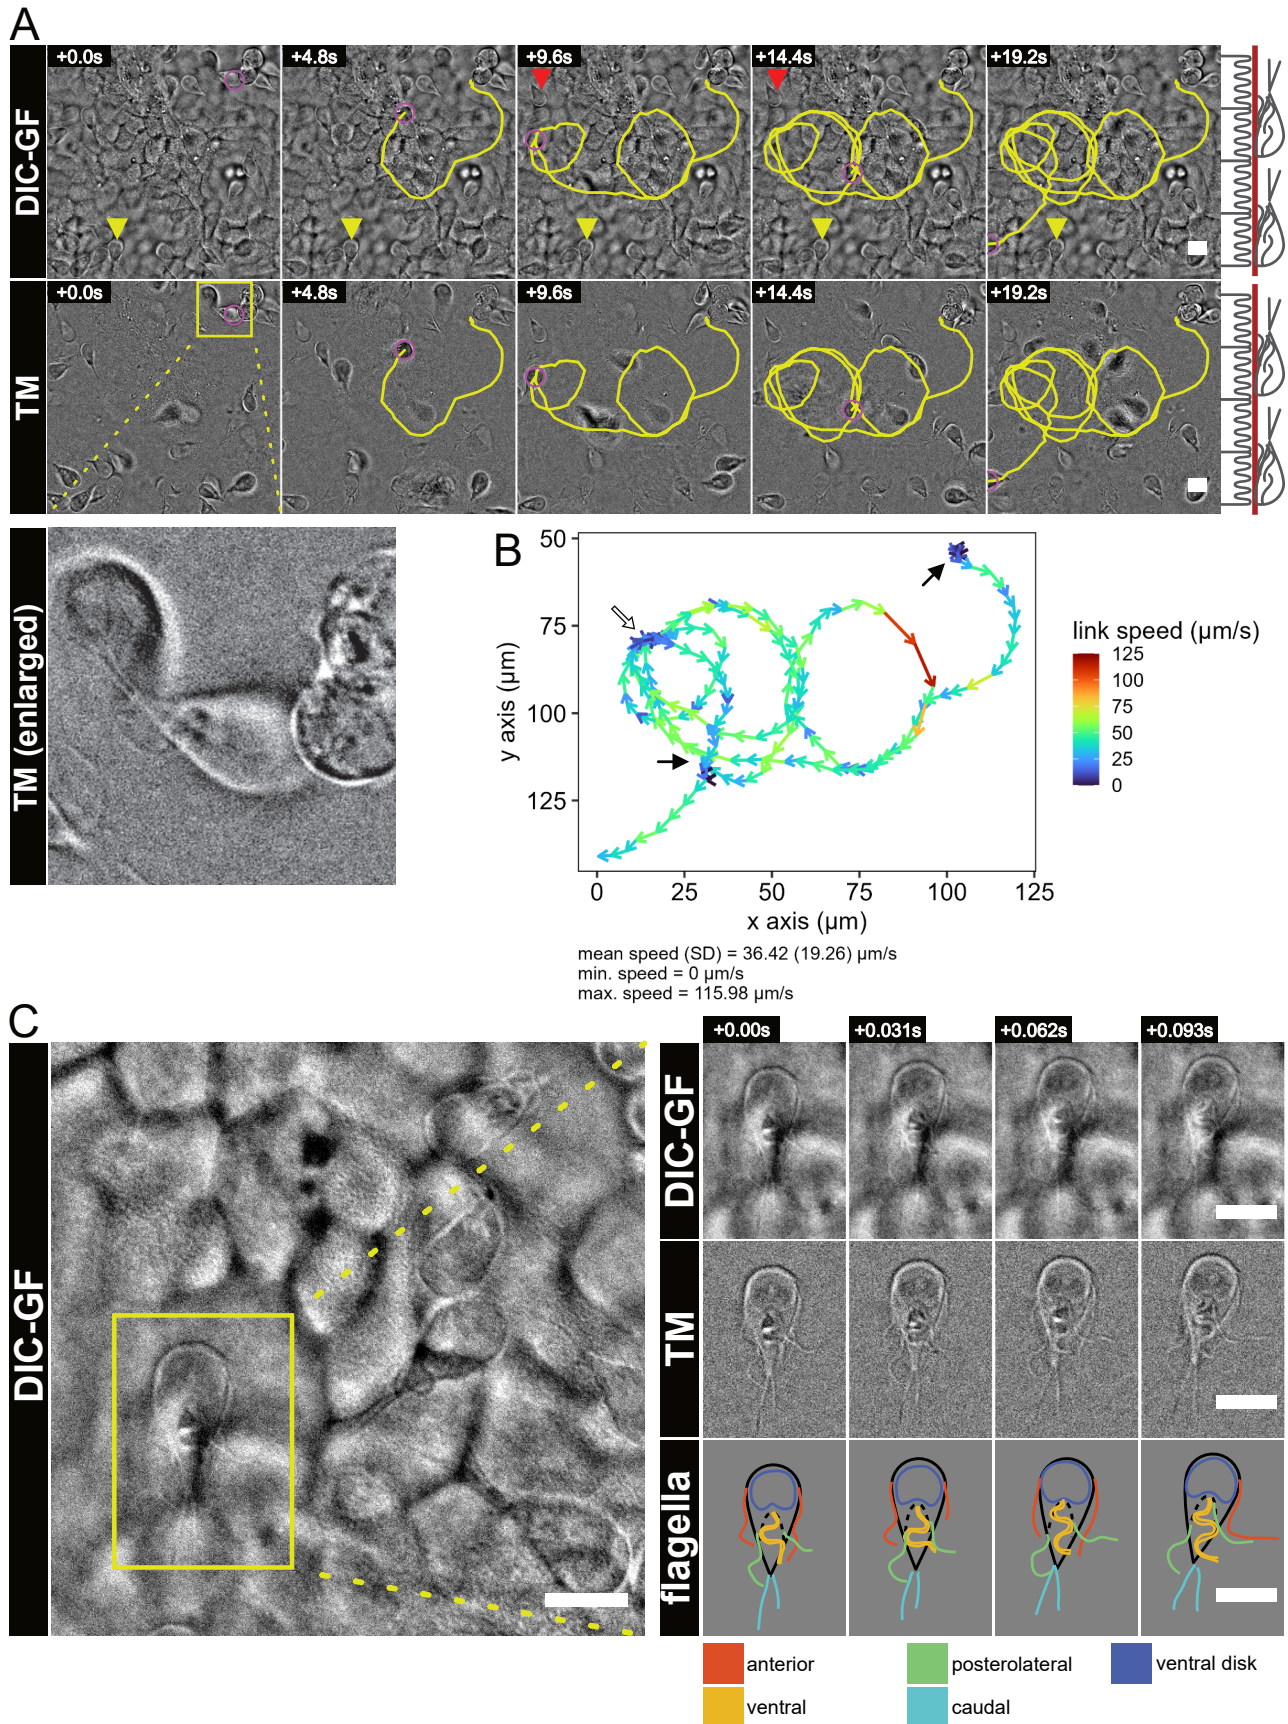 A
DIC-GF
+0.0s
+4.8s
+9.6s
+14.4s
+19.2s
TM
+0.0s
+4.8s
+9.6s
+14.4s
+19.2s
TM (enlarged)
B
50
75
100
125
y axis (µm)
0
25
50
75
100
125
x axis (µm)
link speed (µm/s)
125
100
75
50
25
0
mean speed (SD) = 36.42 (19.26) µm/s
min. speed = 0 µm/s
max. speed = 115.98 µm/s
C
DIC-GF
+0.00s
+0.031s
+0.062s
+0.093s
DIC-GF
TM
flagella
anterior
posterolateral
ventral disk
ventral
caudal